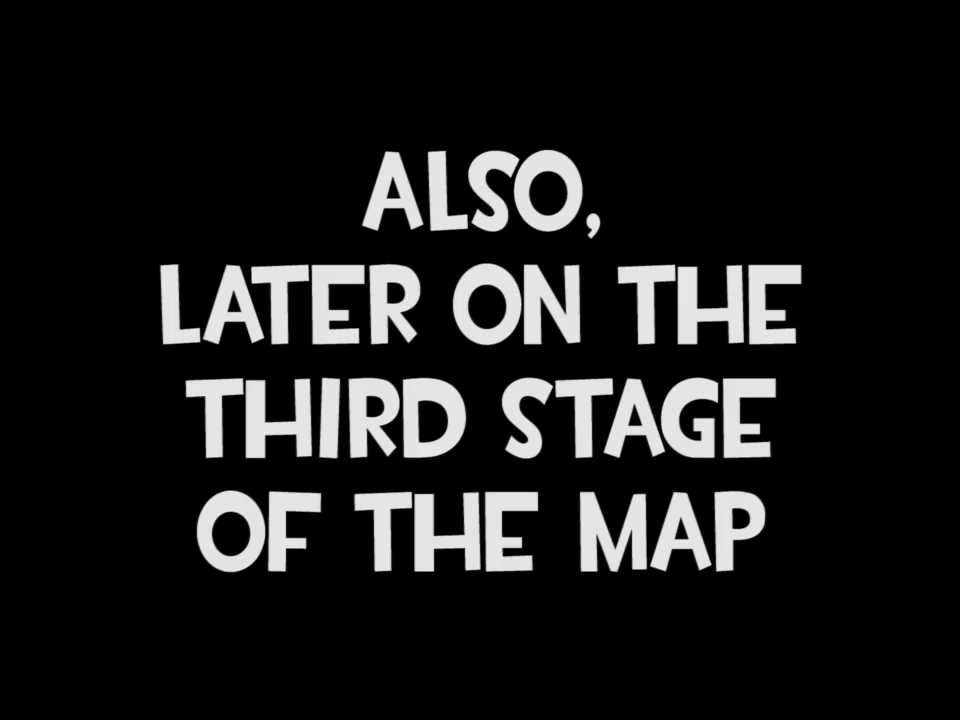 ALSO,
LATER ON THE
THIRD STAGE
OF THE MAP